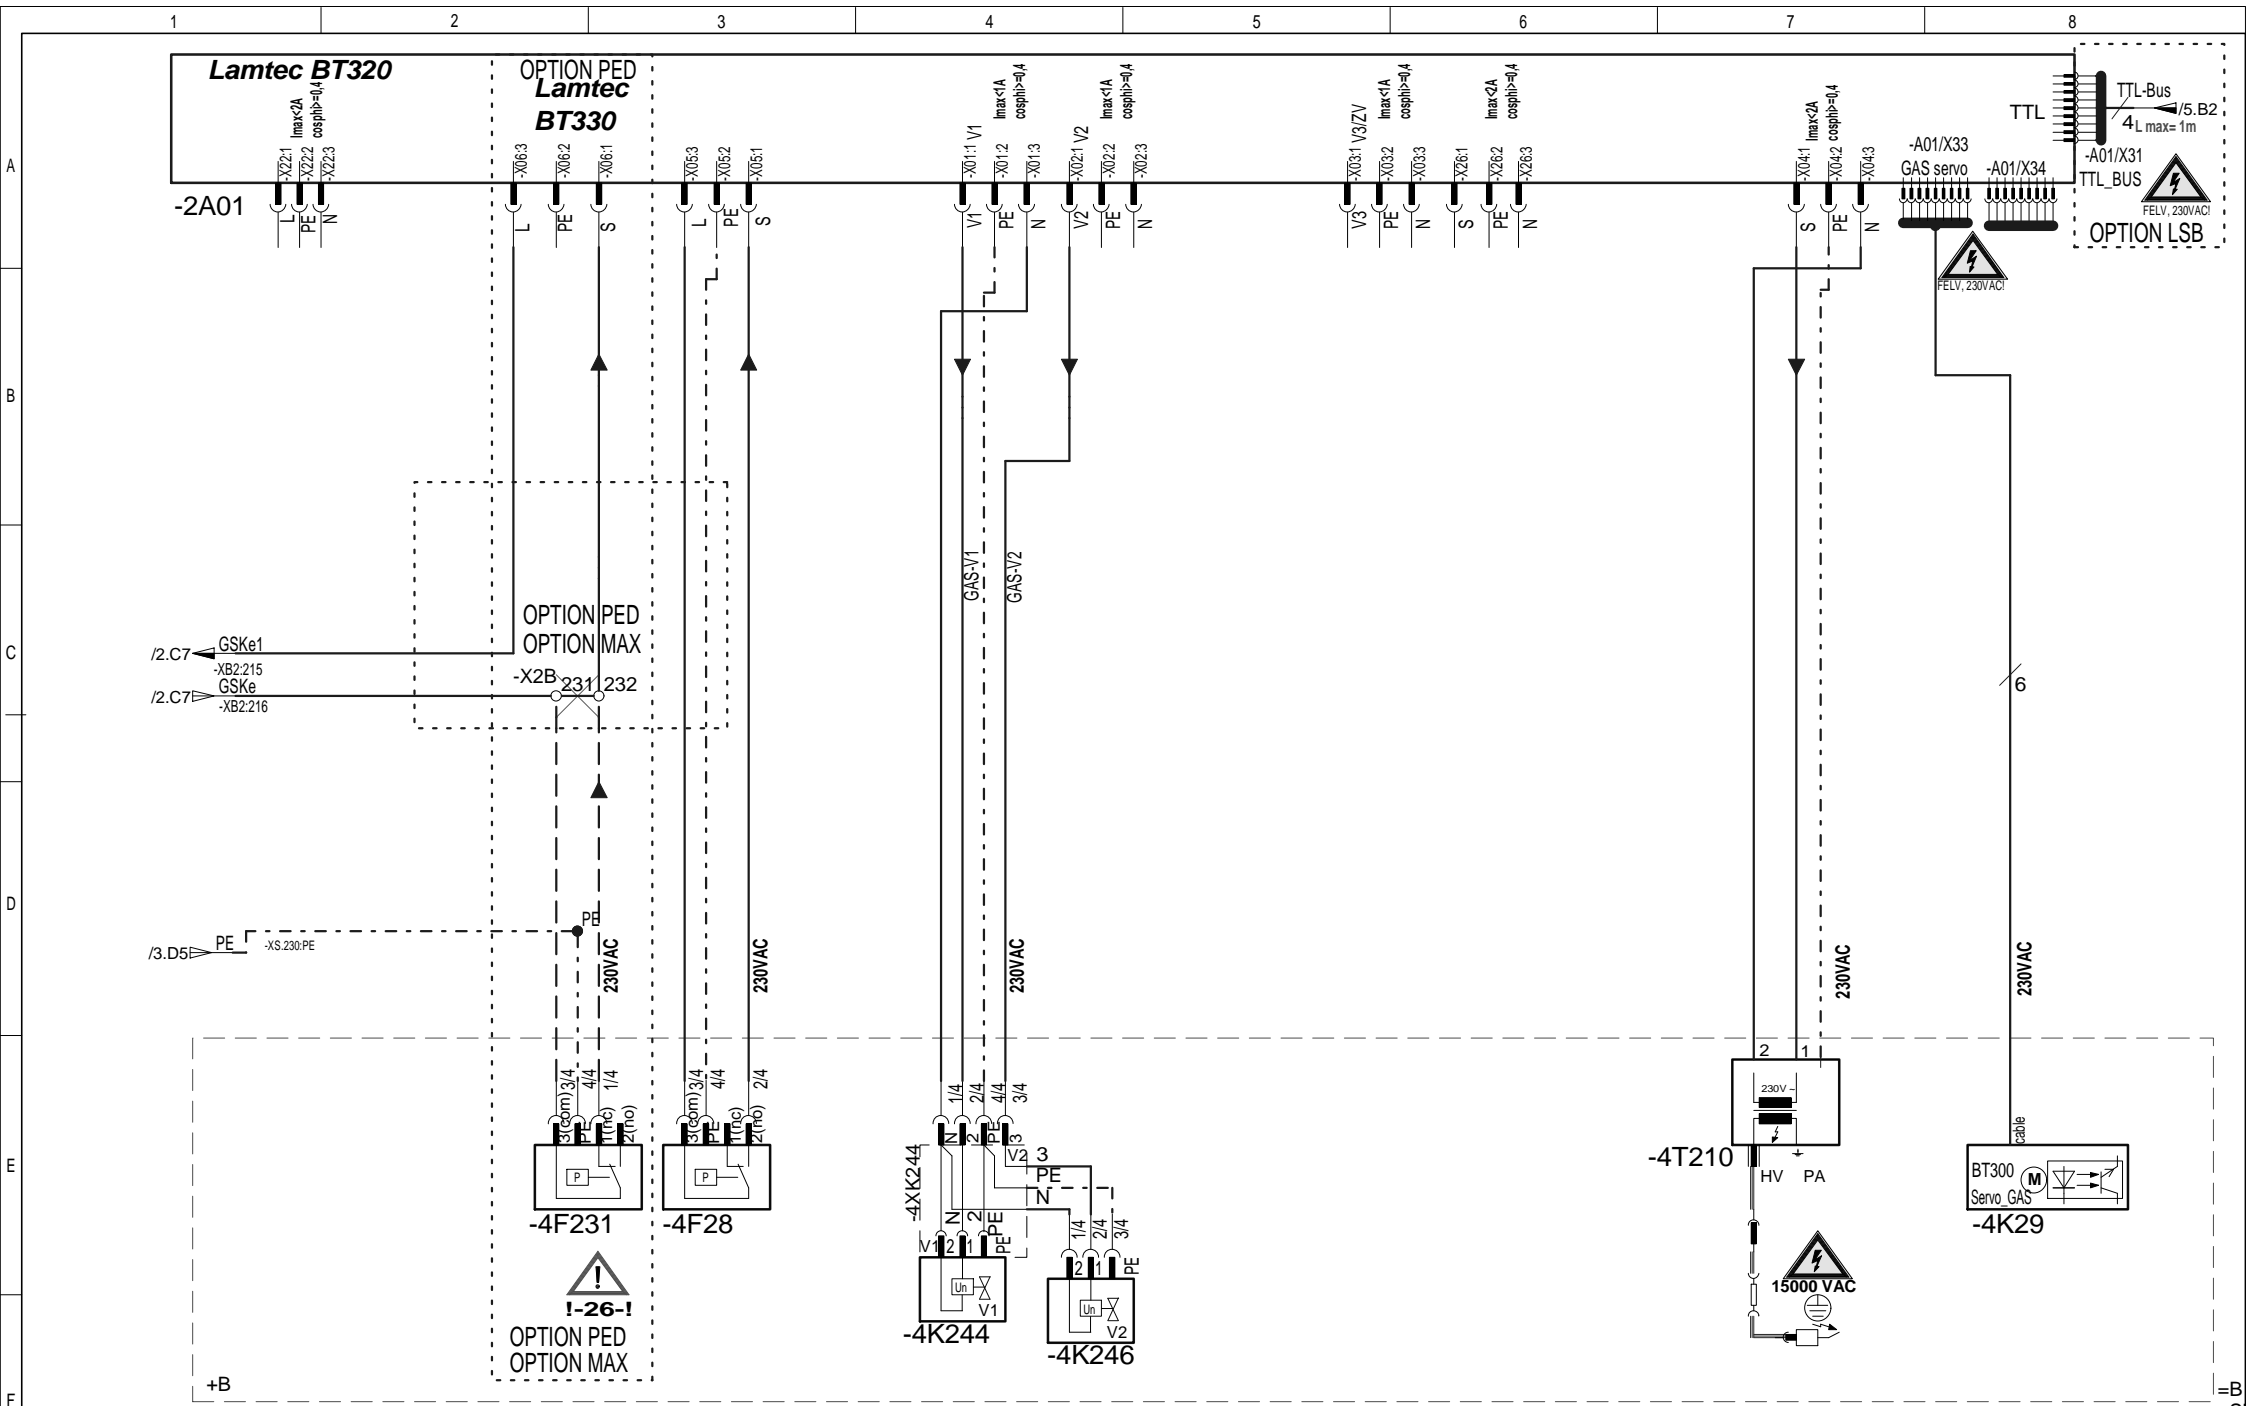 1 2 3 4 5 6 7 8
A
B
C
D
E
F
Lamtec BT320
OPTION PED
Lamtec
BT330
-2A01
-X22:1
-X22:2
-X22:3
Imax<2A
cosphi>=0,4
L
PE
N
-X06:3
-X06:2
-X06:1
L
PE
S
-X05:3
-X05:2
-X05:1
L
PE
S
-X01:1 V1
-X01:2
-X01:3
Imax<1A
cosphi>=0,4
V1
PE
N
-X02:1 V2
-X02:2
-X02:3
Imax<1A
cosphi>=0,4
V2
PE
N
-X03:1 V3/ZV
-X03:2
-X03:3
Imax<1A
cosphi>=0,4
V3
PE
N
-X26:1
-X26:2
-X26:3
Imax<2A
cosphi>=0,4
S
PE
N
-X04:1
-X04:2
-X04:3
Imax<2A
cosphi>=0,4
S
PE
N
-A01/X33
GAS servo
-A01/X34
TTL
TTL-Bus
/5.B2
4
L max= 1m
-A01/X31
TTL_BUS
FELV, 230VAC!
OPTION LSB
FELV, 230VAC!
GAS-V1
GAS-V2
OPTION PED
OPTION MAX
/2.C7
GSKe1
-XB2:215
/2.C7
GSKe
-XB2:216
-X2B
231
232
6
/3.D5
PE
-XS.230:PE
PE
230VAC
230VAC
230VAC
230VAC
230VAC
3/4
4/4
1/4
3(com)
PE
1(nc)
2(no)
P
-4F231
!
!-26-!
OPTION PED
OPTION MAX
3/4
4/4
2/4
3(com)
PE
1(nc)
2(no)
P
-4F28
1/4
2/4
4/4
3/4
N
2
PE
3
-4XK244
V2
3
PE
N
N
2
PE
V1
2
1
PE
Un
V1
-4K244
1/4
2/4
3/4
2
1
PE
Un
V2
-4K246
2
1
230V ~
-4T210
HV
PA
15000 VAC
cable
BT300
M
Servo_GAS
-4K29
+B
=B